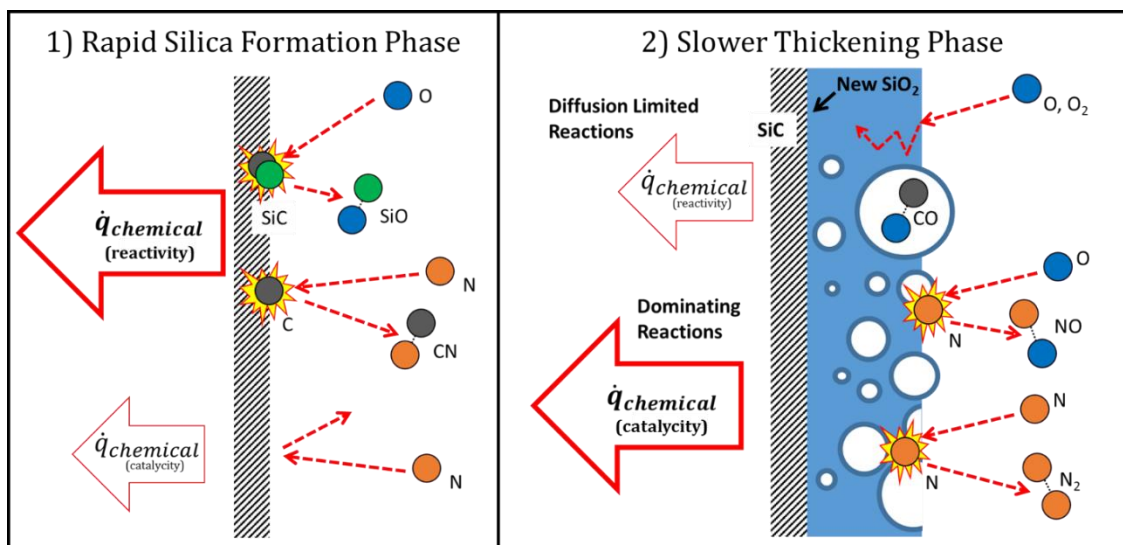 1) Rapid Silica Formation Phase
O
SiC
SiO
q̇chemical
(reactivity)
N
C
CN
q̇chemical
(catalycity)
N
2) Slower Thickening Phase
New SiO₂
Diffusion Limited
Reactions
SiC
O, O₂
q̇chemical
(reactivity)
CO
O
Dominating
Reactions
N
NO
q̇chemical
(catalycity)
N
N
N₂